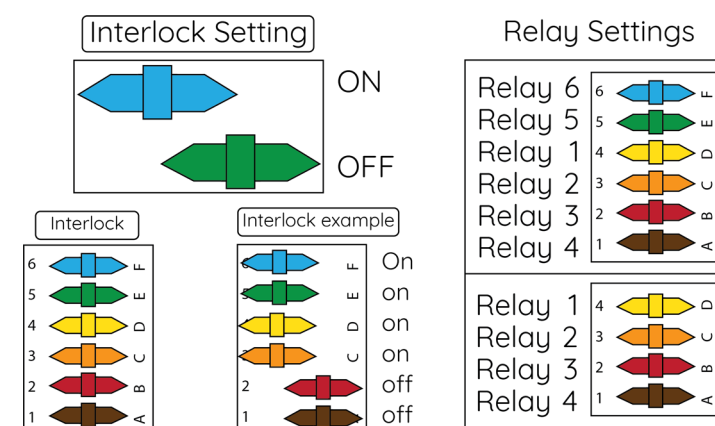 Interlock Setting
ON
OFF
Interlock
6 F
5 E
4 D
3 C
2 B
1 A
Interlock example
F On
E on
D on
C on
2 off
1 off
Relay Settings
Relay 6 6 F
Relay 5 5 E
Relay 1 4 D
Relay 2 3 C
Relay 3 2 B
Relay 4 1 A
Relay 1 4 D
Relay 2 3 C
Relay 3 2 B
Relay 4 1 A